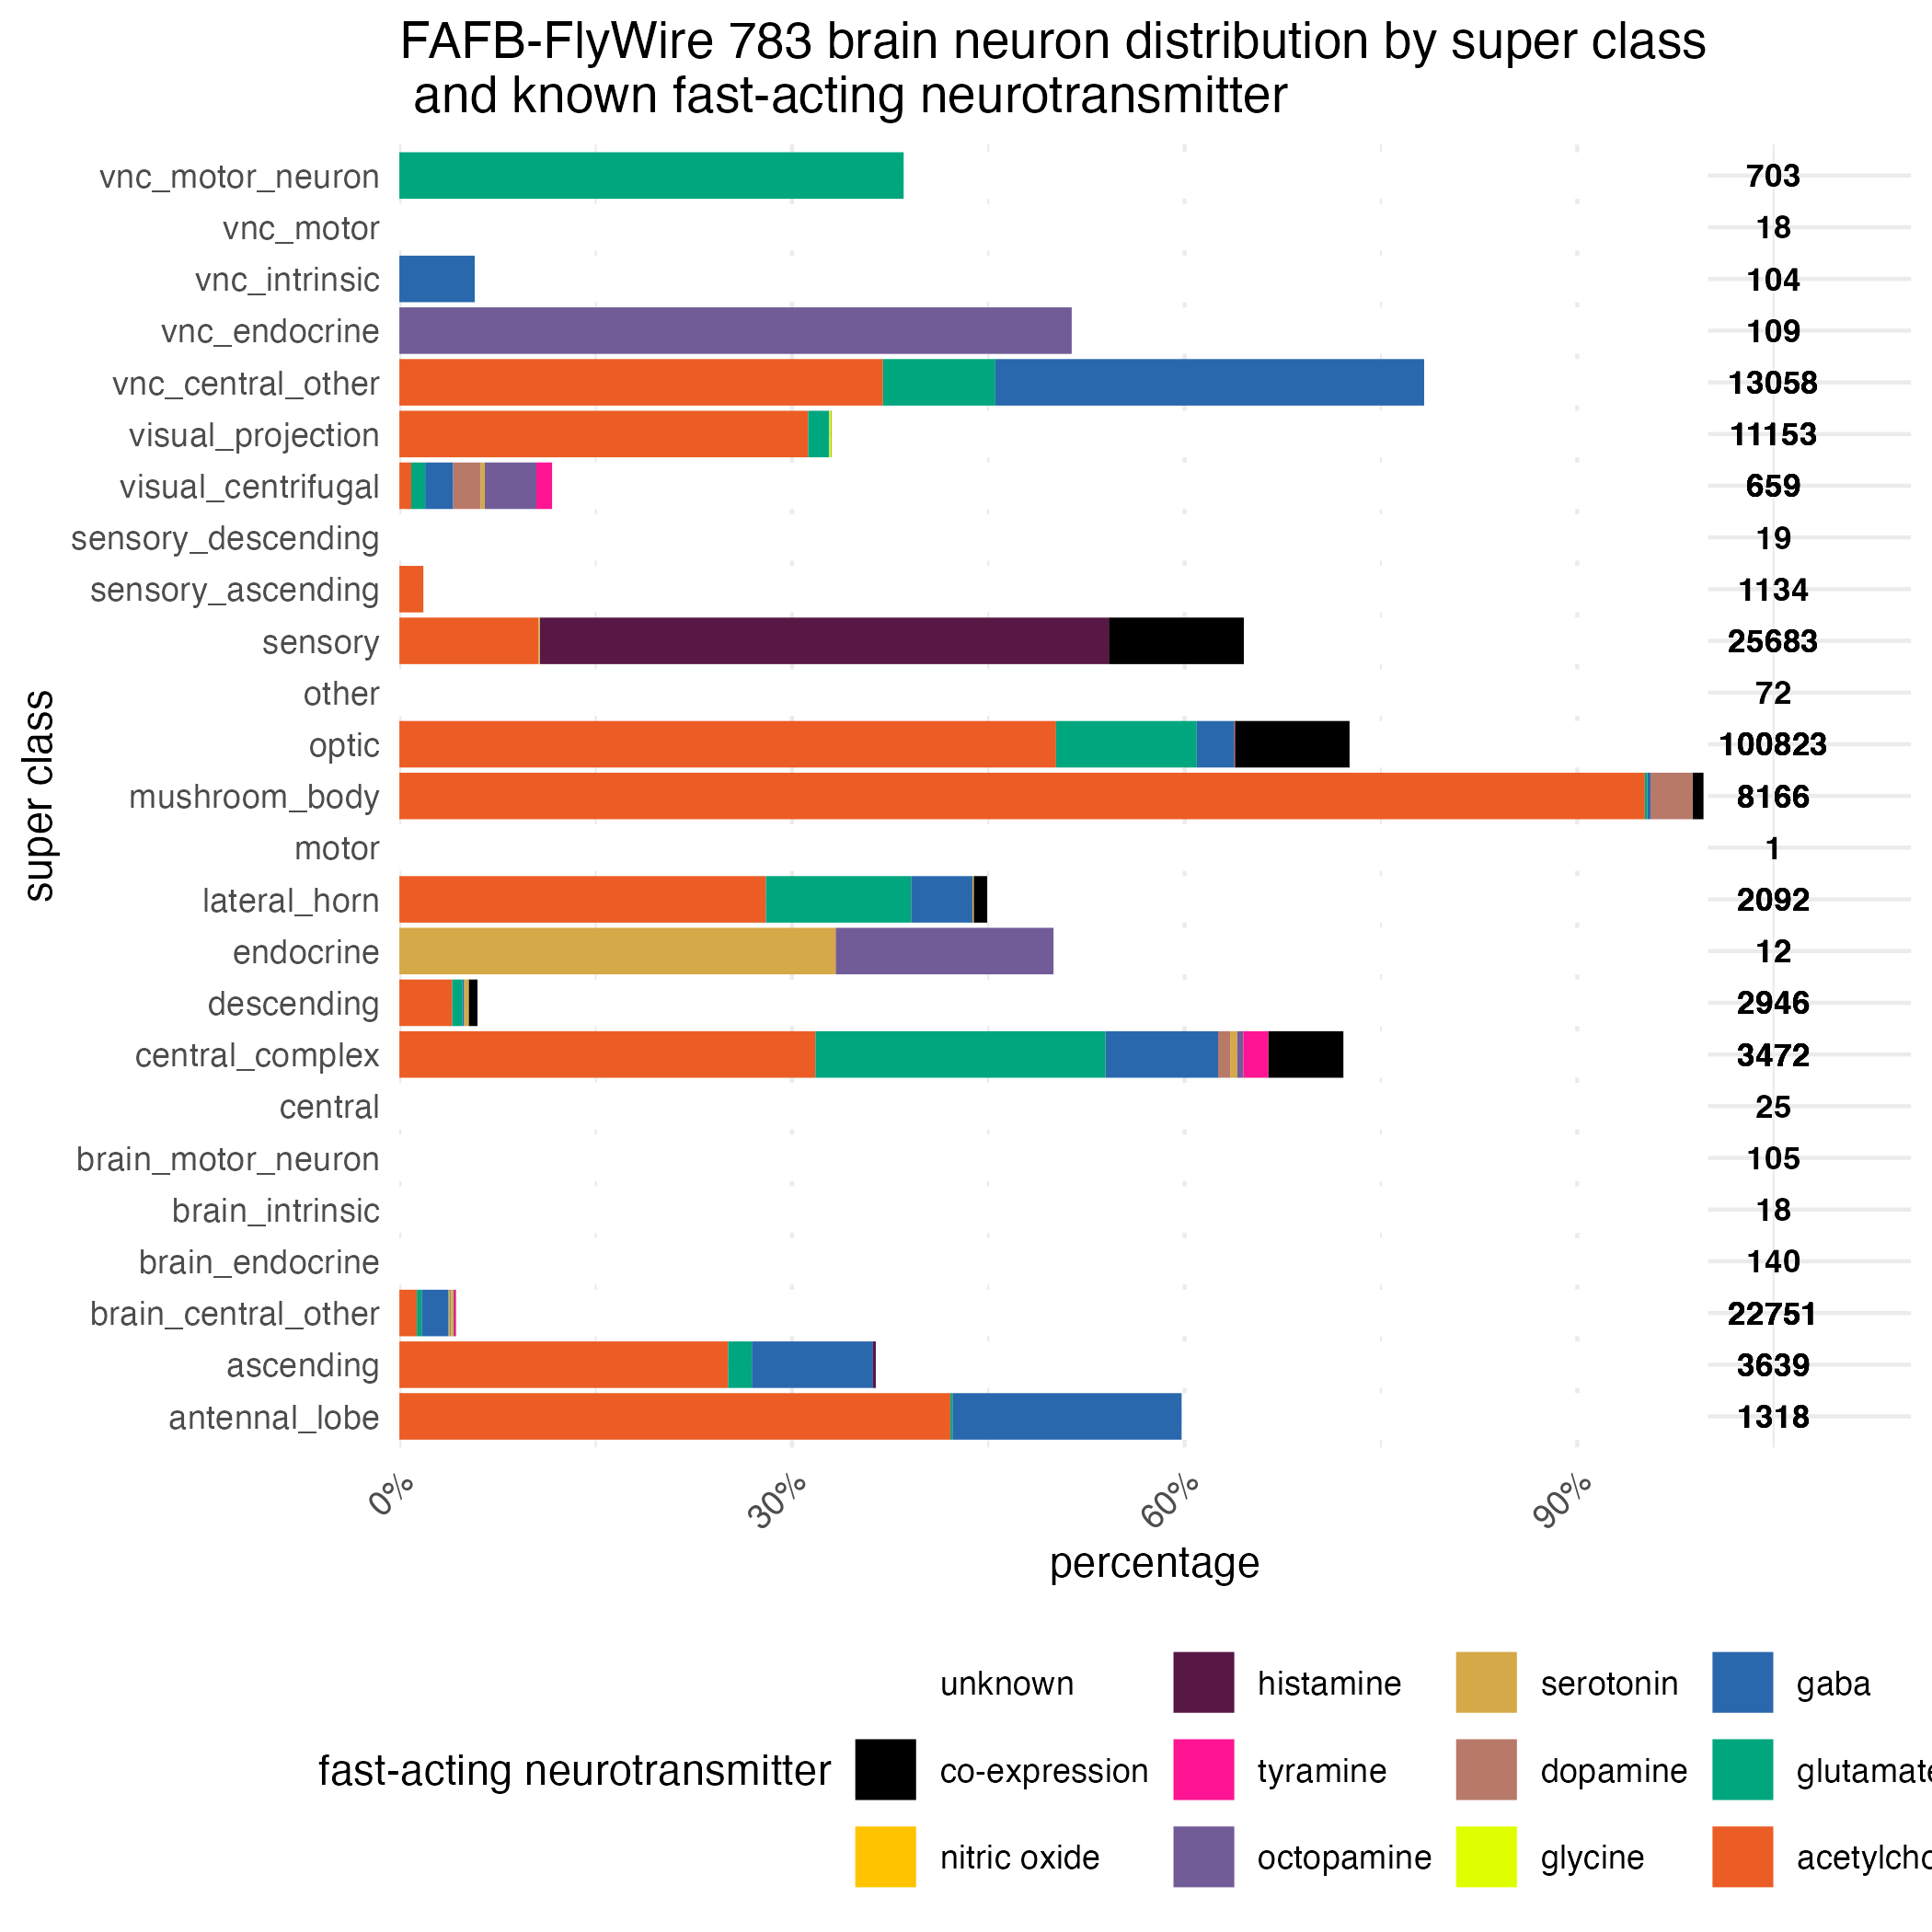 FAFB-FlyWire 783 brain neuron distribution by super class
and known fast-acting neurotransmitter
vnc_motor_neuron 703
vnc_motor 18
vnc_intrinsic 104
vnc_endocrine 109
vnc_central_other 13058
visual_projection 11153
visual_centrifugal 659
sensory_descending 19
sensory_ascending 1134
sensory 25683
other 72
optic 100823
mushroom_body 8166
motor 1
lateral_horn 2092
endocrine 12
descending 2946
central_complex 3472
central 25
brain_motor_neuron 105
brain_intrinsic 18
brain_endocrine 140
brain_central_other 22751
ascending 3639
antennal_lobe 1318
super class
0% 30% 60% 90%
percentage
fast-acting neurotransmitter
unknown histamine serotonin gaba
co-expression tyramine dopamine glutamate
nitric oxide octopamine glycine acetylcho